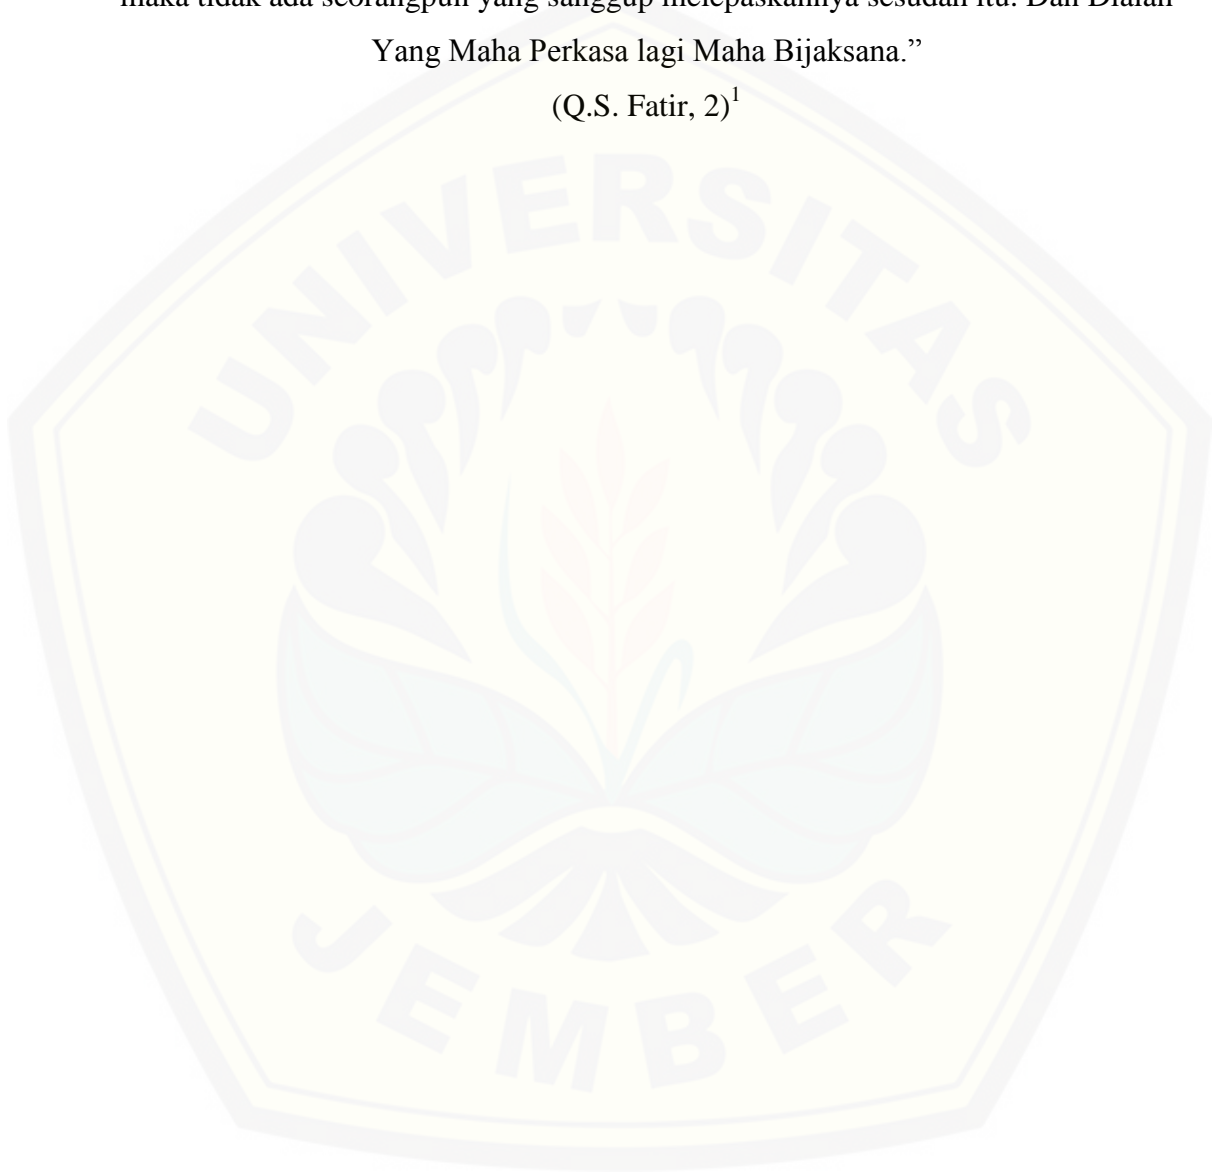 maka tidak ada seorangpun yang sanggup melepaskannya sesudah itu. Dan Dialah
Yang Maha Perkasa lagi Maha Bijaksana.”
(Q.S. Fatir, 2)1
UNIVERSITAS
JEMBER